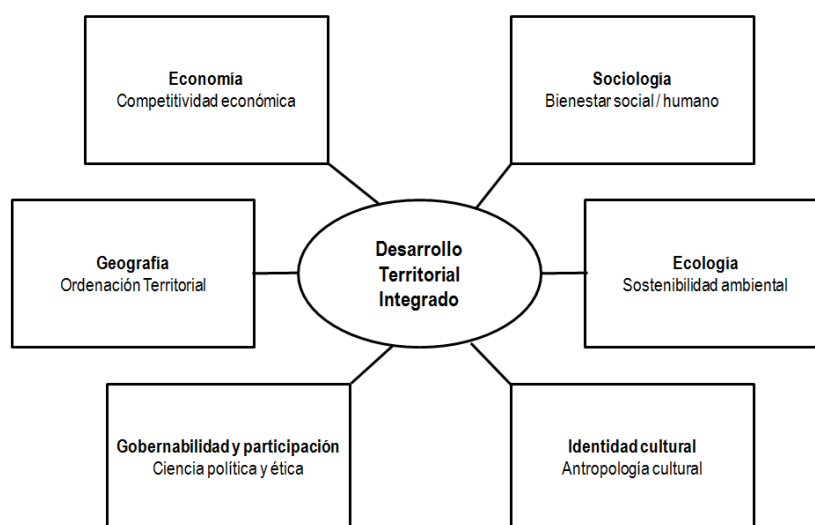 Economía
Competitividad económica
Sociología
Bienestar social / humano
Geografía
Ordenación Territorial
Desarrollo
Territorial
Integrado
Ecología
Sostenibilidad ambiental
Gobernabilidad y participación
Ciencia política y ética
Identidad cultural
Antropología cultural